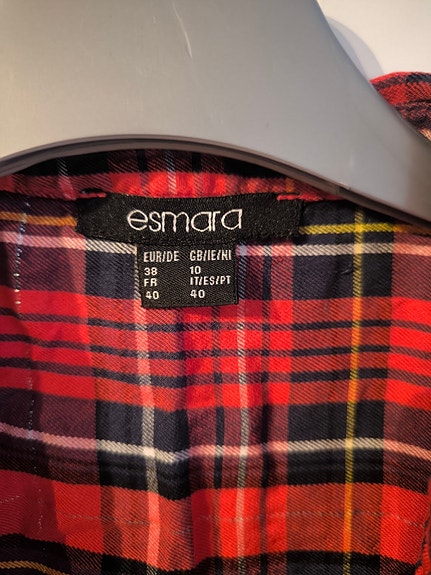 esmara
EUR/DE GB/IE/NI
38 10
FR IT/ES/PT
40 40